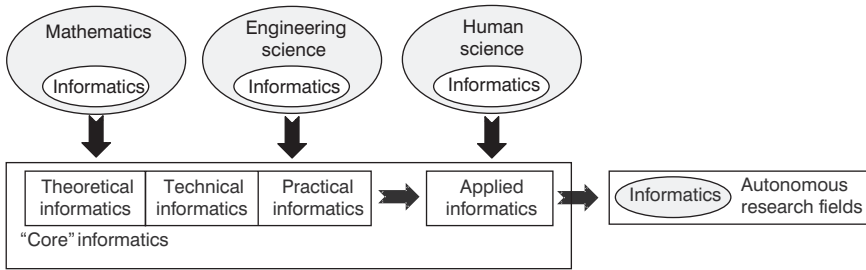 Mathematics
Informatics
Engineering
science
Informatics
Human
science
Informatics
Theoretical
informatics
Technical
informatics
Practical
informatics
Applied
informatics
“Core” informatics
Informatics
Autonomous
research fields